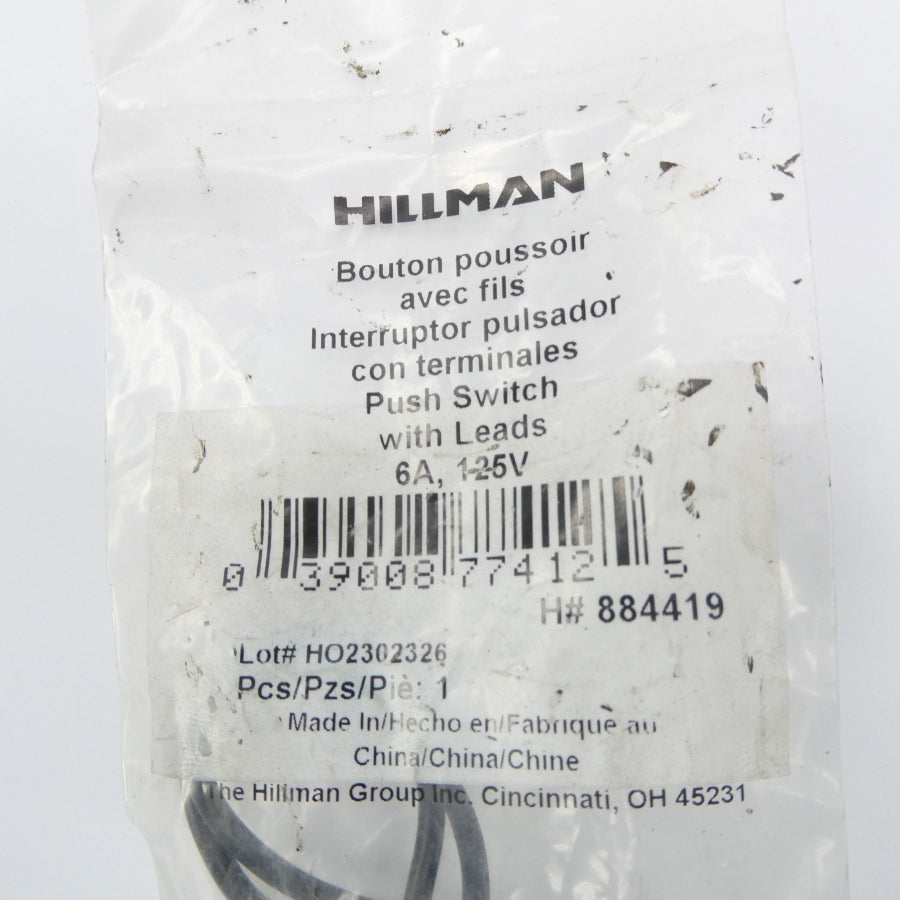 HILLMAN
Bouton poussoir
avec fils
Interruptor pulsador
con terminales
Push Switch
with Leads
6A, 125V
0 39008 77412 5
H# 884419
Lot# HO2302326
Pcs/Pzs/Piè: 1
Made In/Hecho en/Fabriqué au
China/China/Chine
The Hillman Group Inc. Cincinnati, OH 45231